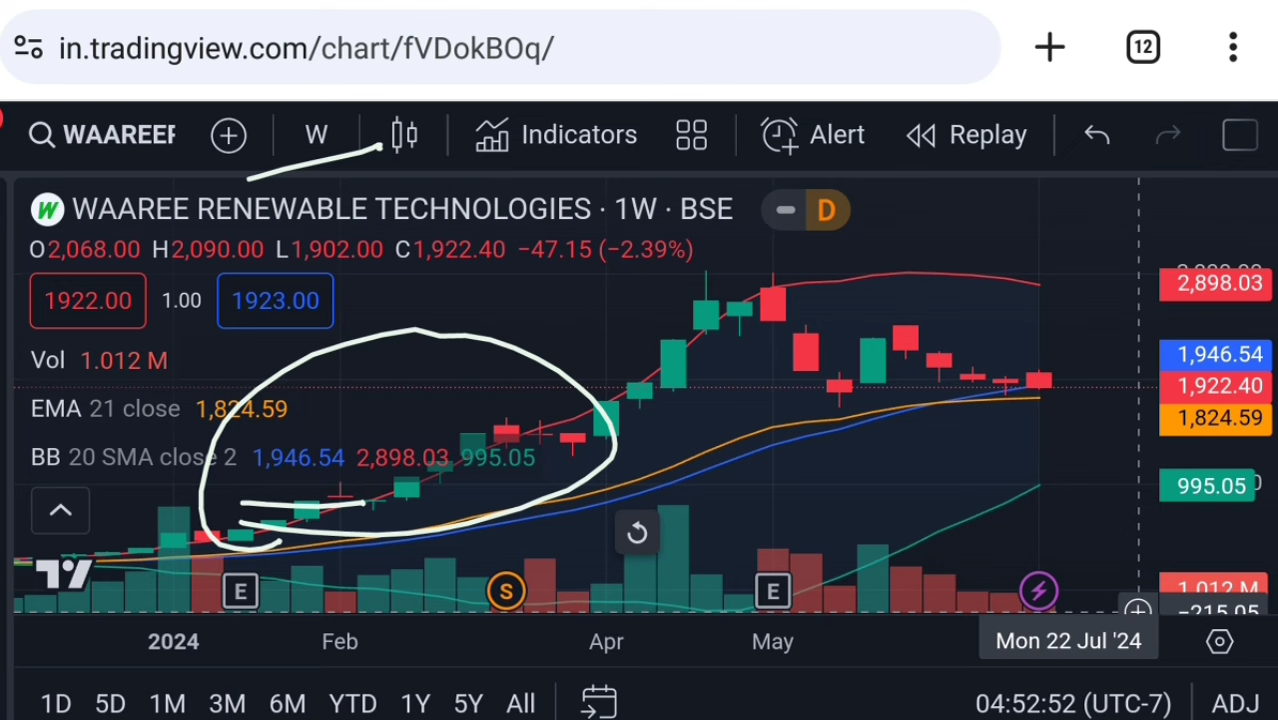 in.tradingview.com/chart/fVDokBOq/ 12
WAAREEF W Indicators Alert Replay
WAAREE RENEWABLE TECHNOLOGIES · 1W · BSE D
O2,068.00 H2,090.00 L1,902.00 C1,922.40 −47.15 (−2.39%)
1922.00 1.00 1923.00
2,898.03
Vol 1.012 M
1,946.54
1,922.40
EMA 21 close 1,824.59
1,824.59
BB 20 SMA close 2 1,946.54 2,898.03 995.05
995.05
E S E
1.012 M
−215.05
2024 Feb Apr May Mon 22 Jul '24
1D 5D 1M 3M 6M YTD 1Y 5Y All 04:52:52 (UTC-7) ADJ